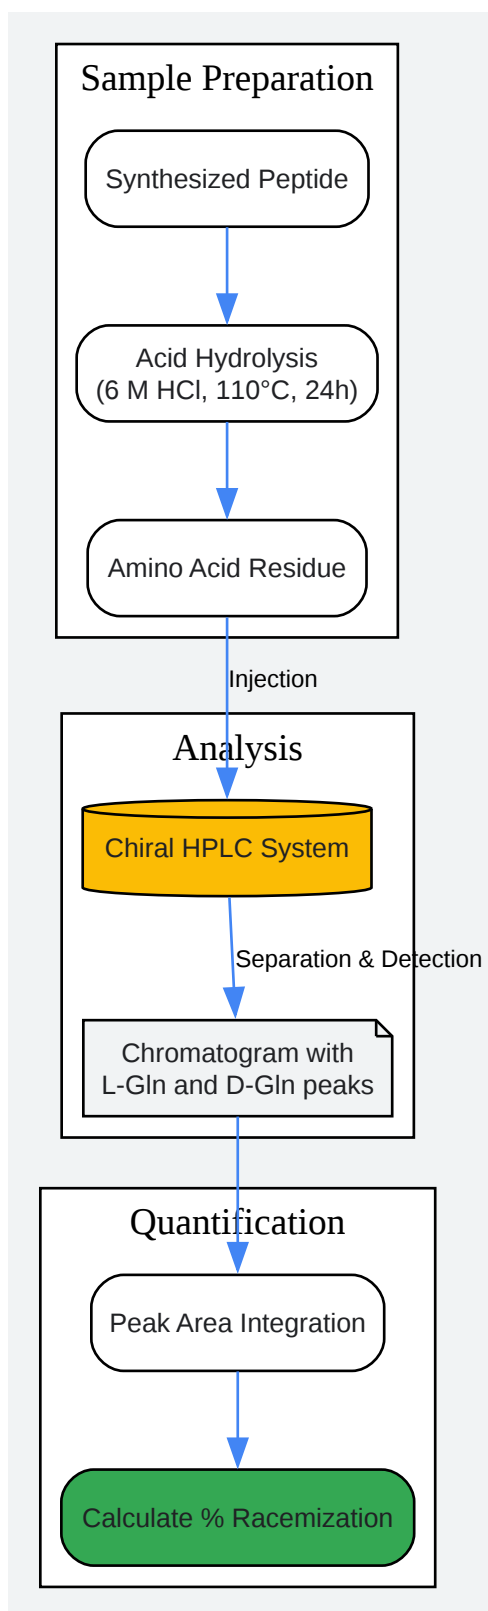 Sample Preparation
Synthesized Peptide
Acid Hydrolysis
(6 M HCl, 110°C, 24h)
Amino Acid Residue
Injection
Analysis
Chiral HPLC System
Separation & Detection
Chromatogram with
L-Gln and D-Gln peaks
Quantification
Peak Area Integration
Calculate % Racemization